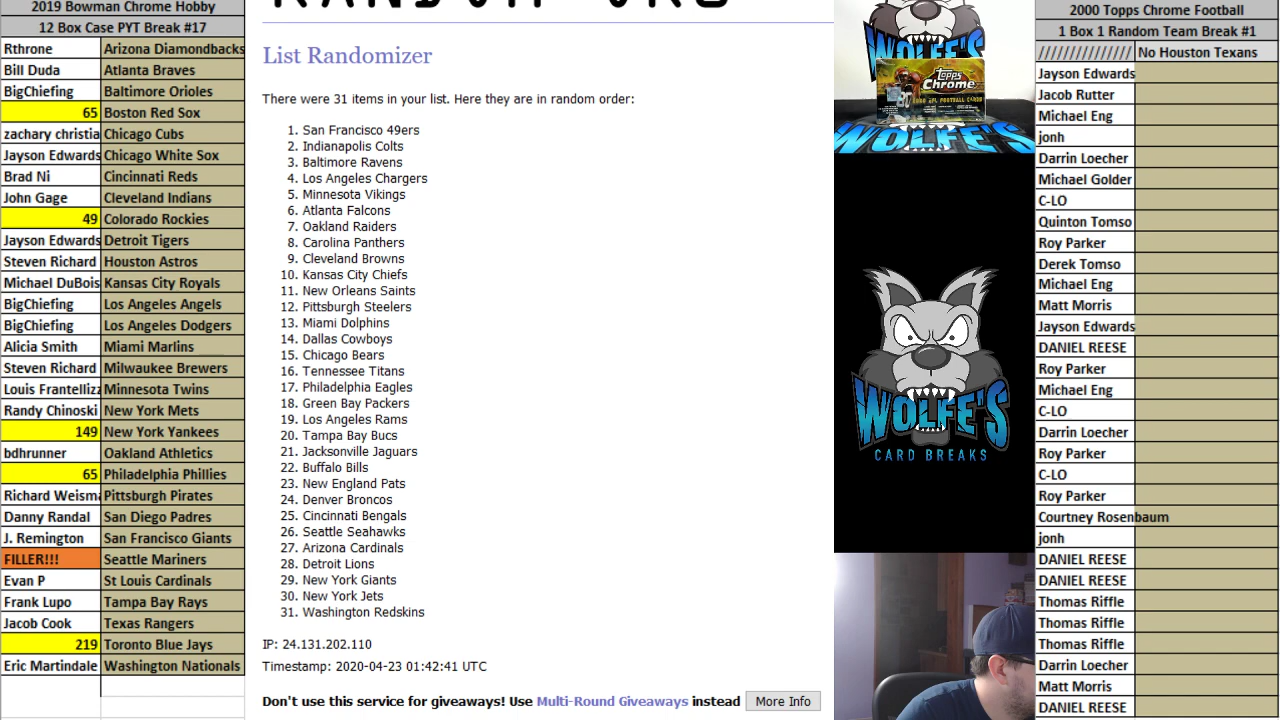 2019 Bowman Chrome Hobby
12 Box Case PYT Break #17
Rthrone Arizona Diamondbacks
Bill Duda Atlanta Braves
BigChiefing Baltimore Orioles
65 Boston Red Sox
zachary christia Chicago Cubs
Jayson Edwards Chicago White Sox
Brad Ni Cincinnati Reds
John Gage Cleveland Indians
49 Colorado Rockies
Jayson Edwards Detroit Tigers
Steven Richard Houston Astros
Michael DuBois Kansas City Royals
BigChiefing Los Angeles Angels
BigChiefing Los Angeles Dodgers
Alicia Smith Miami Marlins
Steven Richard Milwaukee Brewers
Louis Frantellizz Minnesota Twins
Randy Chinoski New York Mets
149 New York Yankees
bdhrunner Oakland Athletics
65 Philadelphia Phillies
Richard Weisma Pittsburgh Pirates
Danny Randal San Diego Padres
J. Remington San Francisco Giants
FILLER!!! Seattle Mariners
Evan P St Louis Cardinals
Frank Lupo Tampa Bay Rays
Jacob Cook Texas Rangers
219 Toronto Blue Jays
Eric Martindale Washington Nationals
List Randomizer
There were 31 items in your list. Here they are in random order:
1. San Francisco 49ers
2. Indianapolis Colts
3. Baltimore Ravens
4. Los Angeles Chargers
5. Minnesota Vikings
6. Atlanta Falcons
7. Oakland Raiders
8. Carolina Panthers
9. Cleveland Browns
10. Kansas City Chiefs
11. New Orleans Saints
12. Pittsburgh Steelers
13. Miami Dolphins
14. Dallas Cowboys
15. Chicago Bears
16. Tennessee Titans
17. Philadelphia Eagles
18. Green Bay Packers
19. Los Angeles Rams
20. Tampa Bay Bucs
21. Jacksonville Jaguars
22. Buffalo Bills
23. New England Pats
24. Denver Broncos
25. Cincinnati Bengals
26. Seattle Seahawks
27. Arizona Cardinals
28. Detroit Lions
29. New York Giants
30. New York Jets
31. Washington Redskins
IP: 24.131.202.110
Timestamp: 2020-04-23 01:42:41 UTC
Don't use this service for giveaways! Use Multi-Round Giveaways instead More Info
WOLFE'S
Topps
Chrome
WOLFE'S
WOLFE'S
CARD BREAKS
2000 Topps Chrome Football
1 Box 1 Random Team Break #1
/////////////// No Houston Texans
Jayson Edwards
Jacob Rutter
Michael Eng
jonh
Darrin Loecher
Michael Golder
C-LO
Quinton Tomso
Roy Parker
Derek Tomso
Michael Eng
Matt Morris
Jayson Edwards
DANIEL REESE
Roy Parker
Michael Eng
C-LO
Darrin Loecher
Roy Parker
C-LO
Roy Parker
Courtney Rosenbaum
jonh
DANIEL REESE
DANIEL REESE
Thomas Riffle
Thomas Riffle
Thomas Riffle
Darrin Loecher
Matt Morris
DANIEL REESE